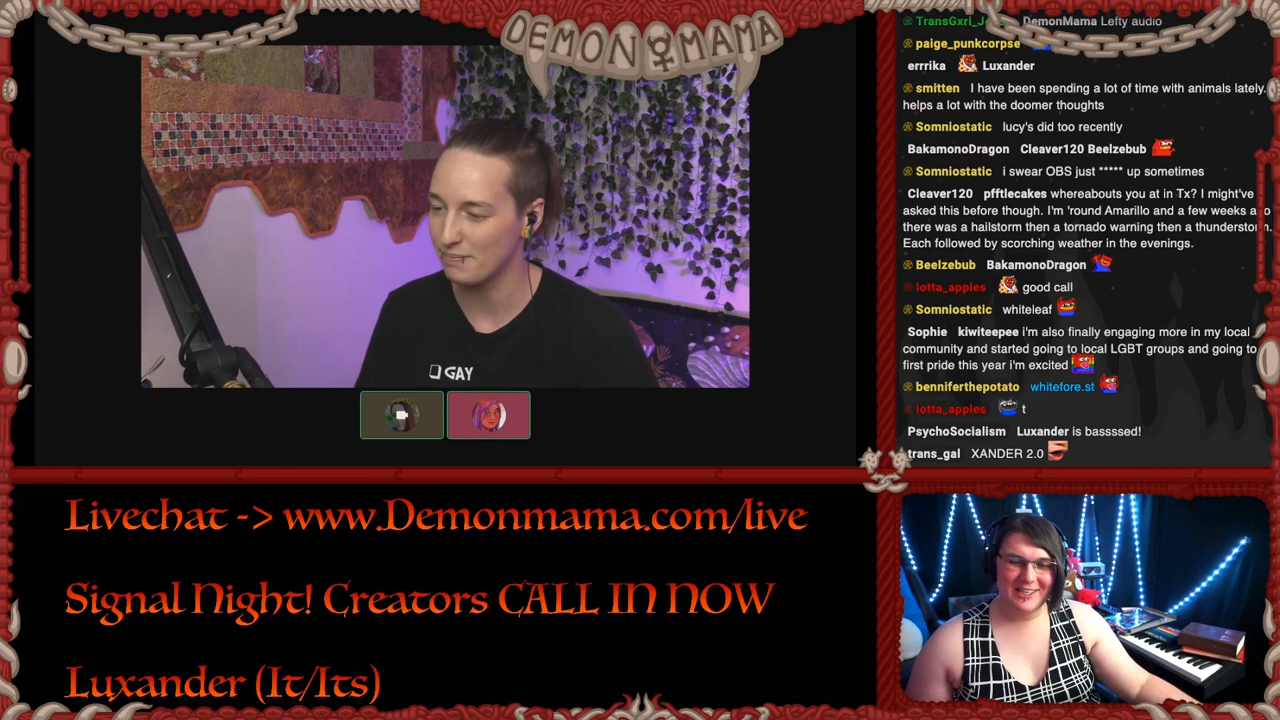 DEMON MAMA
GAY
TransGxrl_J DemonMama Lefty audio
paige_punkcorpse
errrika Luxander
smitten I have been spending a lot of time with animals lately.
helps a lot with the doomer thoughts
Somniostatic lucy's did too recently
BakamonoDragon Cleaver120 Beelzebub
Somniostatic i swear OBS just ***** up sometimes
Cleaver120 pfftlecakes whereabouts you at in Tx? I might've
asked this before though. I'm 'round Amarillo and a few weeks a o
there was a hailstorm then a tornado warning then a thunderstorm.
Each followed by scorching weather in the evenings.
Beelzebub BakamonoDragon
lotta_apples good call
Somniostatic whiteleaf
Sophie kiwiteepee i'm also finally engaging more in my local
community and started going to local LGBT groups and going to
first pride this year i'm excited
benniferthepotato whitefore.st
lotta_apples t
PsychoSocialism Luxander is bassssed!
trans_gal XANDER 2.0
Livechat -> www.Demonmama.com/live
Signal Night! Creators CALL IN NOW
Luxander (It/Its)